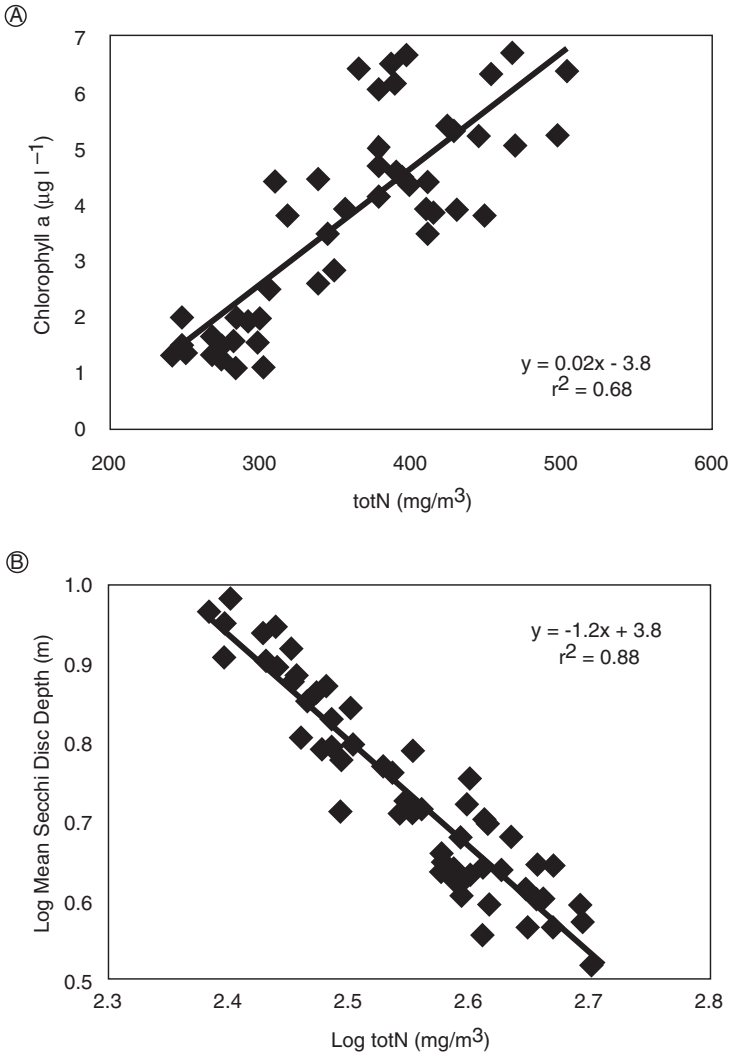 A
7
6
5
4
3
2
1
0
Chlorophyll a (µg l –1)
y = 0.02x - 3.8
r2 = 0.68
200 300 400 500 600
totN (mg/m3)
B
1.0
0.9
0.8
0.7
0.6
0.5
Log Mean Secchi Disc Depth (m)
y = -1.2x + 3.8
r2 = 0.88
2.3 2.4 2.5 2.6 2.7 2.8
Log totN (mg/m3)